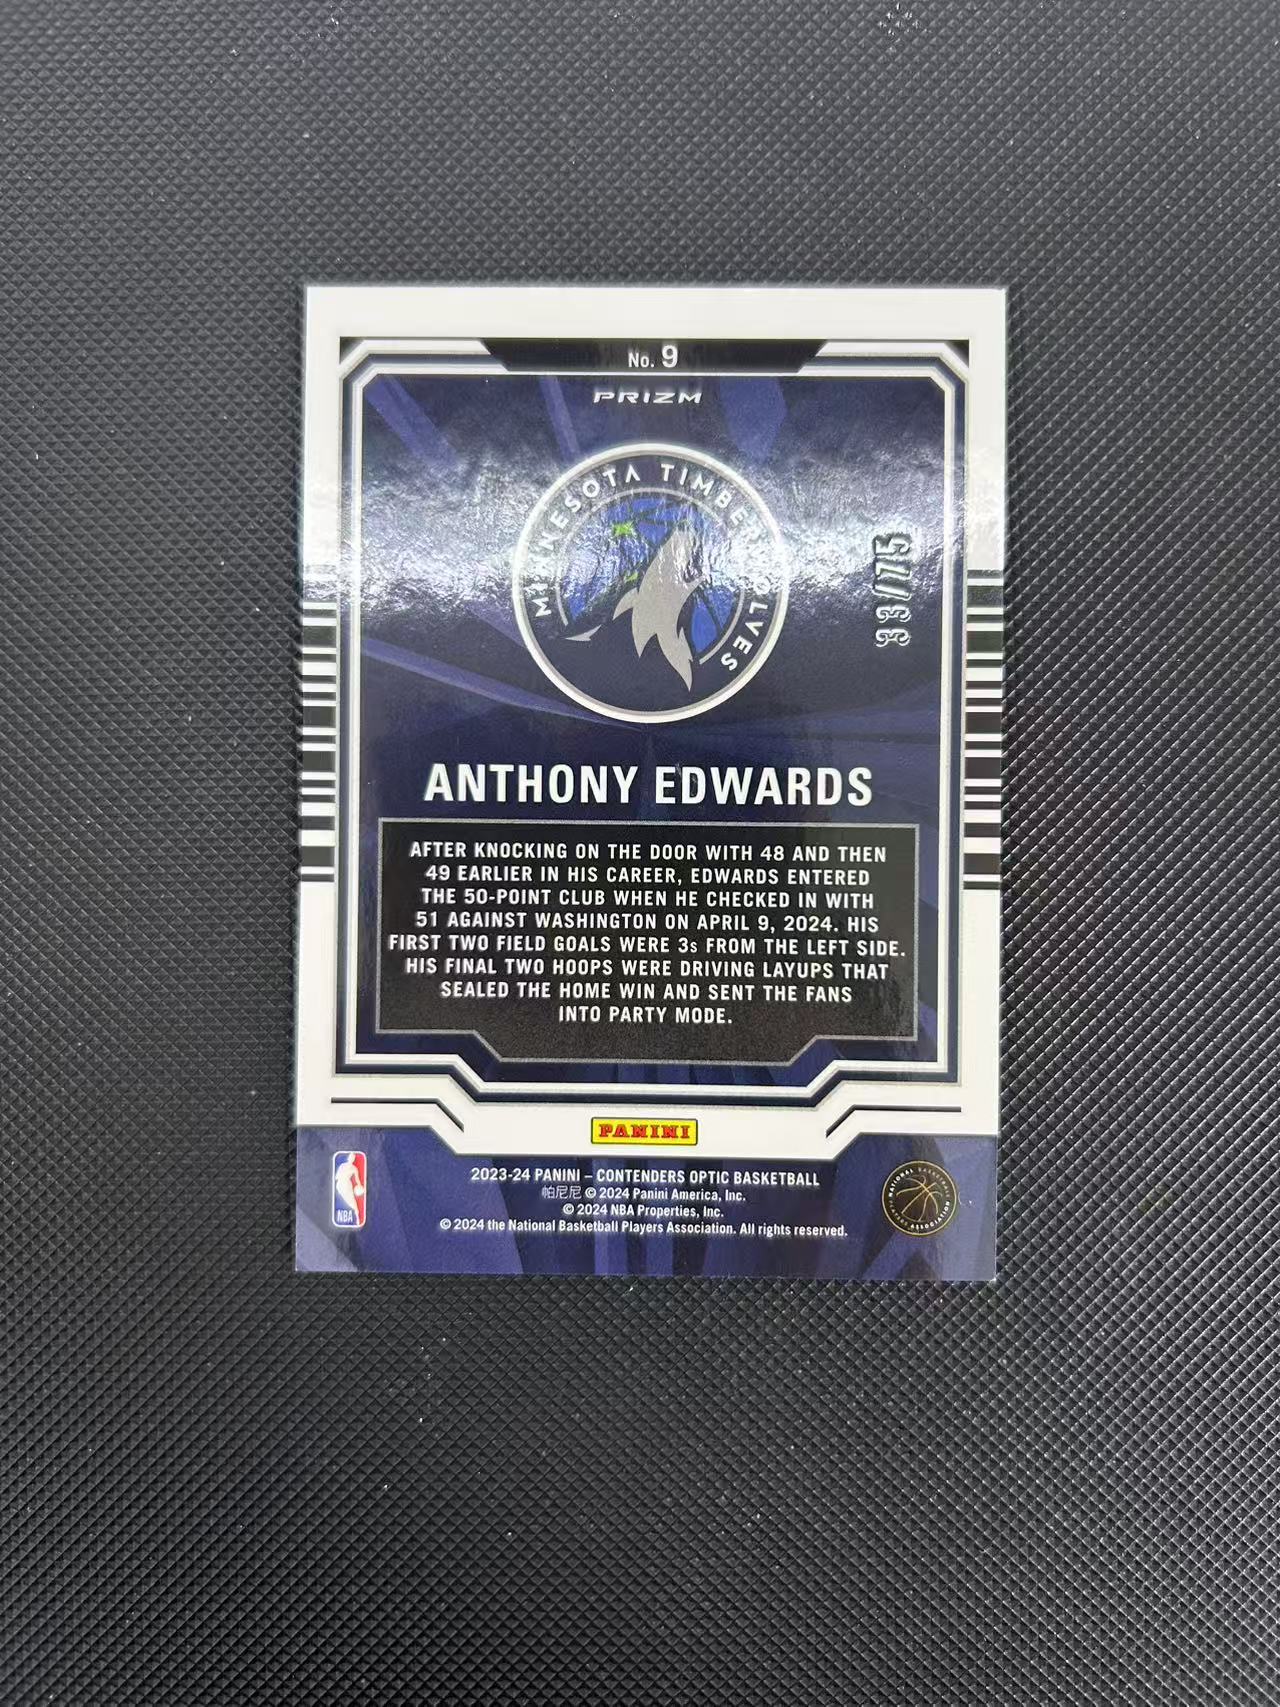 No. 9
PRIZM
MINNESOTA TIMBERWOLVES
33/75
ANTHONY EDWARDS
AFTER KNOCKING ON THE DOOR WITH 48 AND THEN
49 EARLIER IN HIS CAREER, EDWARDS ENTERED
THE 50-POINT CLUB WHEN HE CHECKED IN WITH
51 AGAINST WASHINGTON ON APRIL 9, 2024. HIS
FIRST TWO FIELD GOALS WERE 3s FROM THE LEFT SIDE.
HIS FINAL TWO HOOPS WERE DRIVING LAYUPS THAT
SEALED THE HOME WIN AND SENT THE FANS
INTO PARTY MODE.
PANINI
NBA
2023-24 PANINI – CONTENDERS OPTIC BASKETBALL
帕尼尼 © 2024 Panini America, Inc.
© 2024 NBA Properties, Inc.
© 2024 the National Basketball Players Association. All rights reserved.
NATIONAL BASKETBALL PLAYERS ASSOCIATION